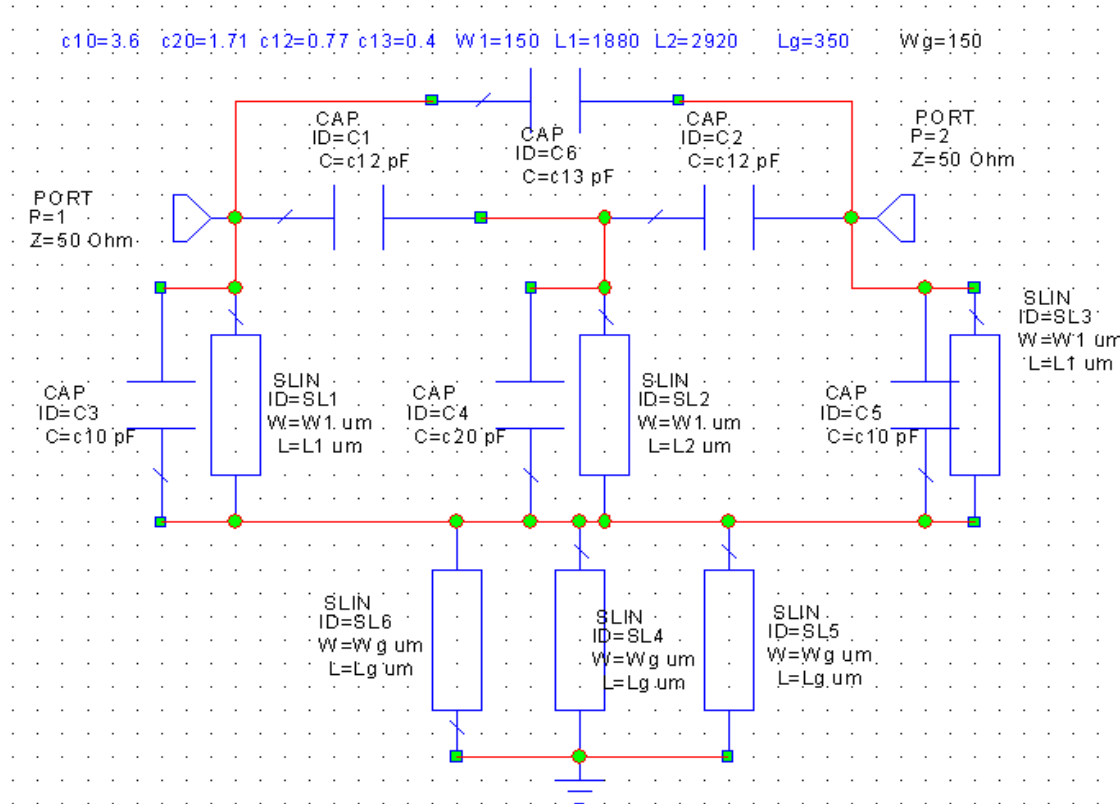 c10=3.6 c20=1.71 c12=0.77 c13=0.4 W1=150 L1=1880 L2=2920 Lg=350 Wg=150
CAP
ID=C1
C=c12 pF
CAP
ID=C6
C=c13 pF
CAP
ID=C2
C=c12 pF
PORT
P=2
Z=50 Ohm
PORT
P=1
Z=50 Ohm
CAP
ID=C3
C=c10 pF
SLIN
ID=SL1
W=W1 um
L=L1 um
CAP
ID=C4
C=c20 pF
SLIN
ID=SL2
W=W1 um
L=L2 um
CAP
ID=C5
C=c10 pF
SLIN
ID=SL3
W=W1 um
L=L1 um
SLIN
ID=SL6
W=Wg um
L=Lg um
SLIN
ID=SL4
W=Wg um
L=Lg um
SLIN
ID=SL5
W=Wg um
L=Lg um